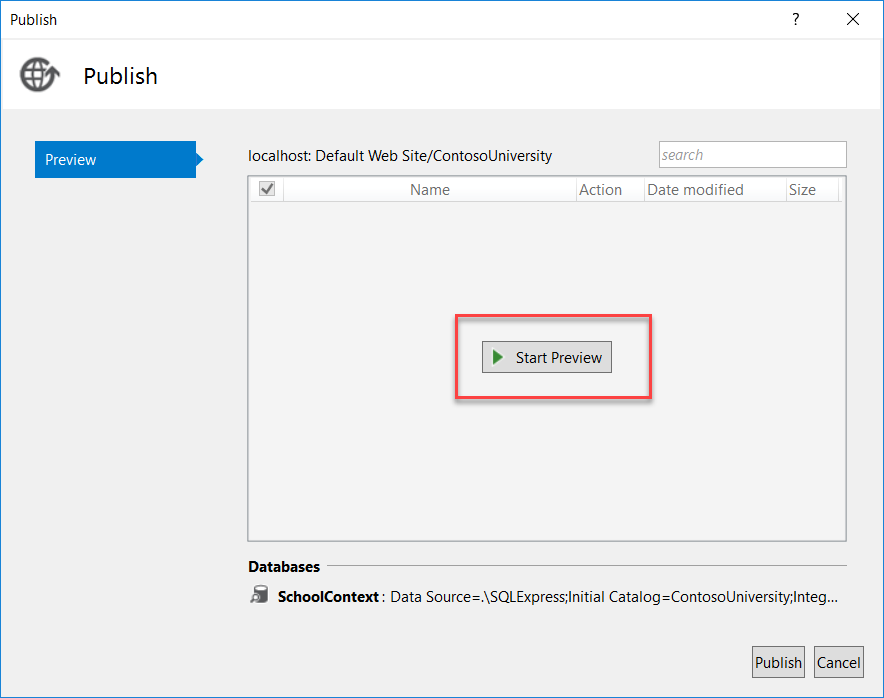 Publish ?
Publish
Preview
localhost: Default Web Site/ContosoUniversity search
Name Action Date modified Size
Start Preview
Databases
SchoolContext : Data Source=.\SQLExpress;Initial Catalog=ContosoUniversity;Integ...
Publish Cancel